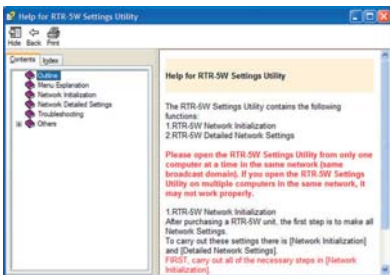 Help for RTR-5W Settings Utility
Hide Back Print
Contents Index
Outline
Menu Explanation
Network Initialization
Network Detailed Settings
Troubleshooting
Others
Help for RTR-5W Settings Utility
The RTR-5W Settings Utility contains the following
functions:
1.RTR-5W Network Initialization
2.RTR-5W Detailed Network Settings
Please open the RTR-5W Settings Utility from only one
computer at a time in the same network (same
broadcast domain). If you open the RTR-5W Settings
Utility on multiple computers in the same network, it
may not work properly.
1.RTR-5W Network Initialization
After purchasing a RTR-5W unit, the first step is to make all
Network Settings.
To carry out these settings there is [Network Initialization]
and [Detailed Network Settings].
FIRST, carry out all of the necessary steps in [Network
Initialization].